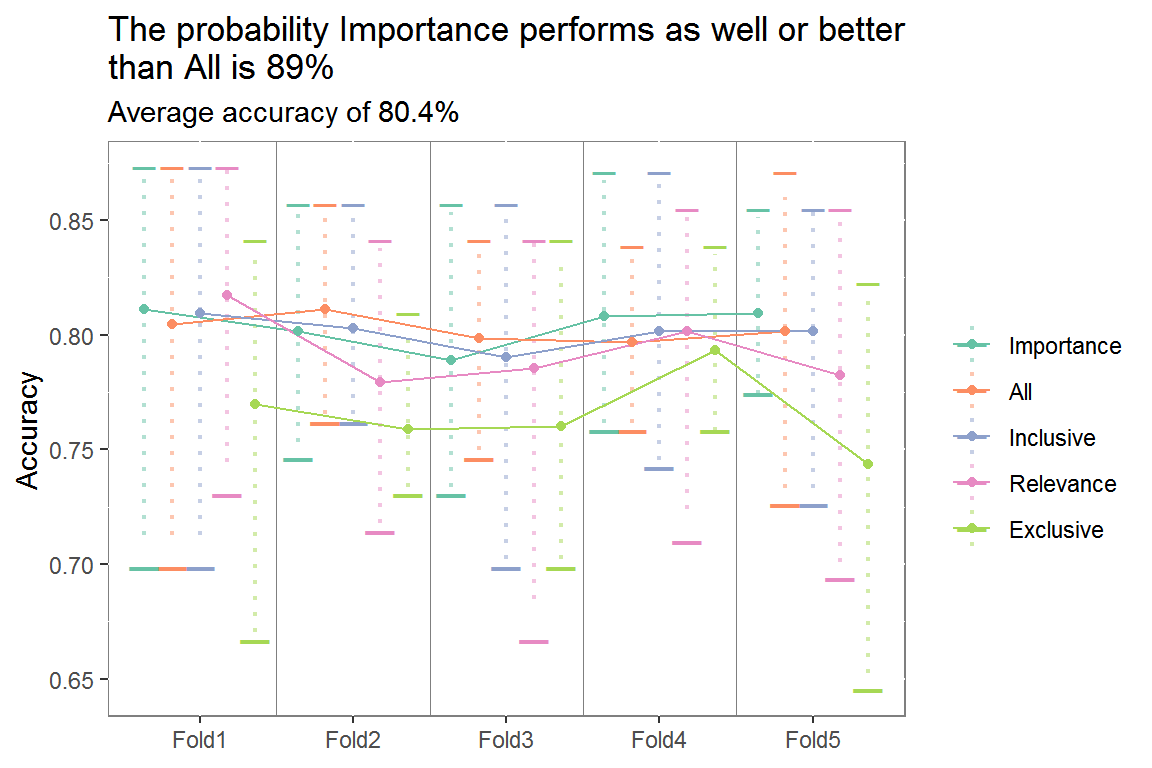 The probability Importance performs as well or better
than All is 89%
Average accuracy of 80.4%
Accuracy
0.85
0.80
0.75
0.70
0.65
Fold1
Fold2
Fold3
Fold4
Fold5
Importance
All
Inclusive
Relevance
Exclusive